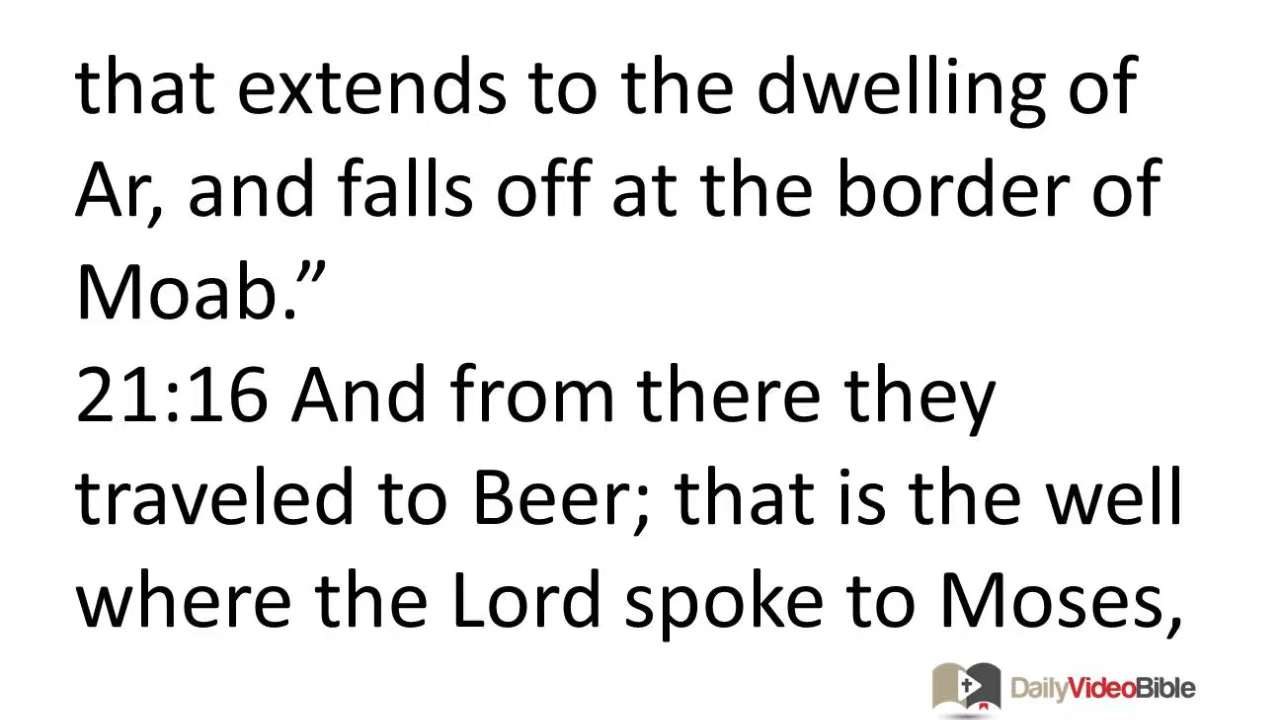 that extends to the dwelling of
Ar, and falls off at the border of
Moab.”
21:16 And from there they
traveled to Beer; that is the well
where the Lord spoke to Moses,
DailyVideoBible